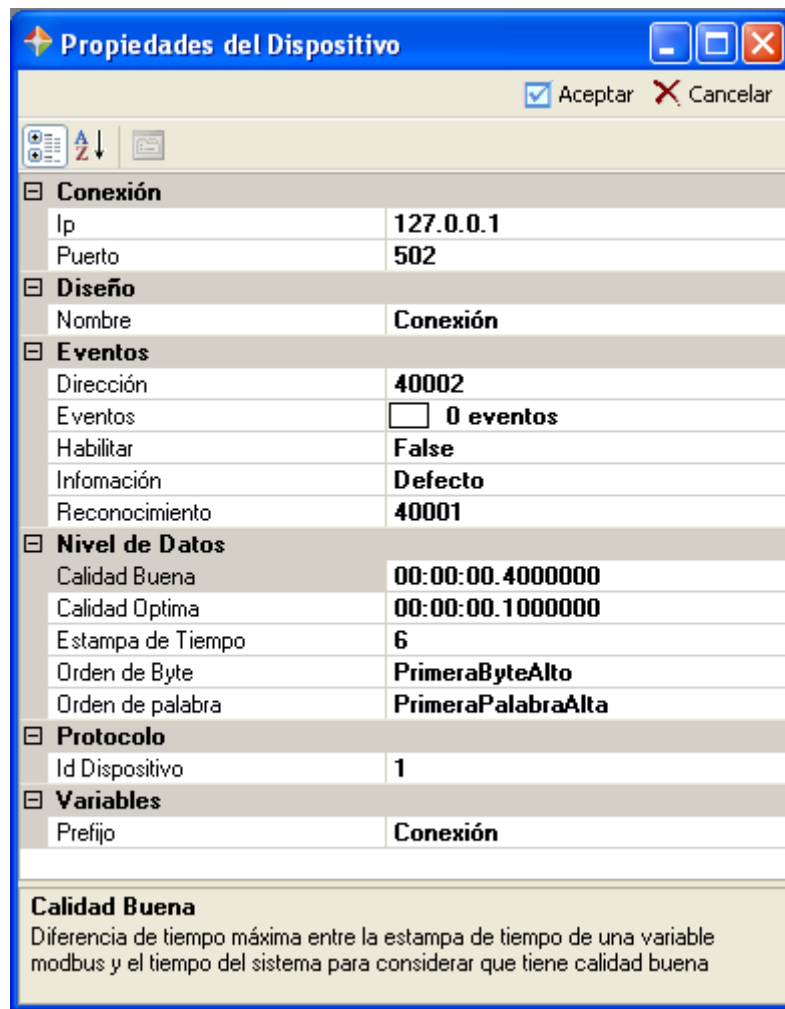 Propiedades del Dispositivo
Aceptar Cancelar
Conexión
Ip 127.0.0.1
Puerto 502
Diseño
Nombre Conexión
Eventos
Dirección 40002
Eventos 0 eventos
Habilitar False
Infomación Defecto
Reconocimiento 40001
Nivel de Datos
Calidad Buena 00:00:00.4000000
Calidad Optima 00:00:00.1000000
Estampa de Tiempo 6
Orden de Byte PrimeraByteAlto
Orden de palabra PrimeraPalabraAlta
Protocolo
Id Dispositivo 1
Variables
Prefijo Conexión
Calidad Buena
Diferencia de tiempo máxima entre la estampa de tiempo de una variable
modbus y el tiempo del sistema para considerar que tiene calidad buena